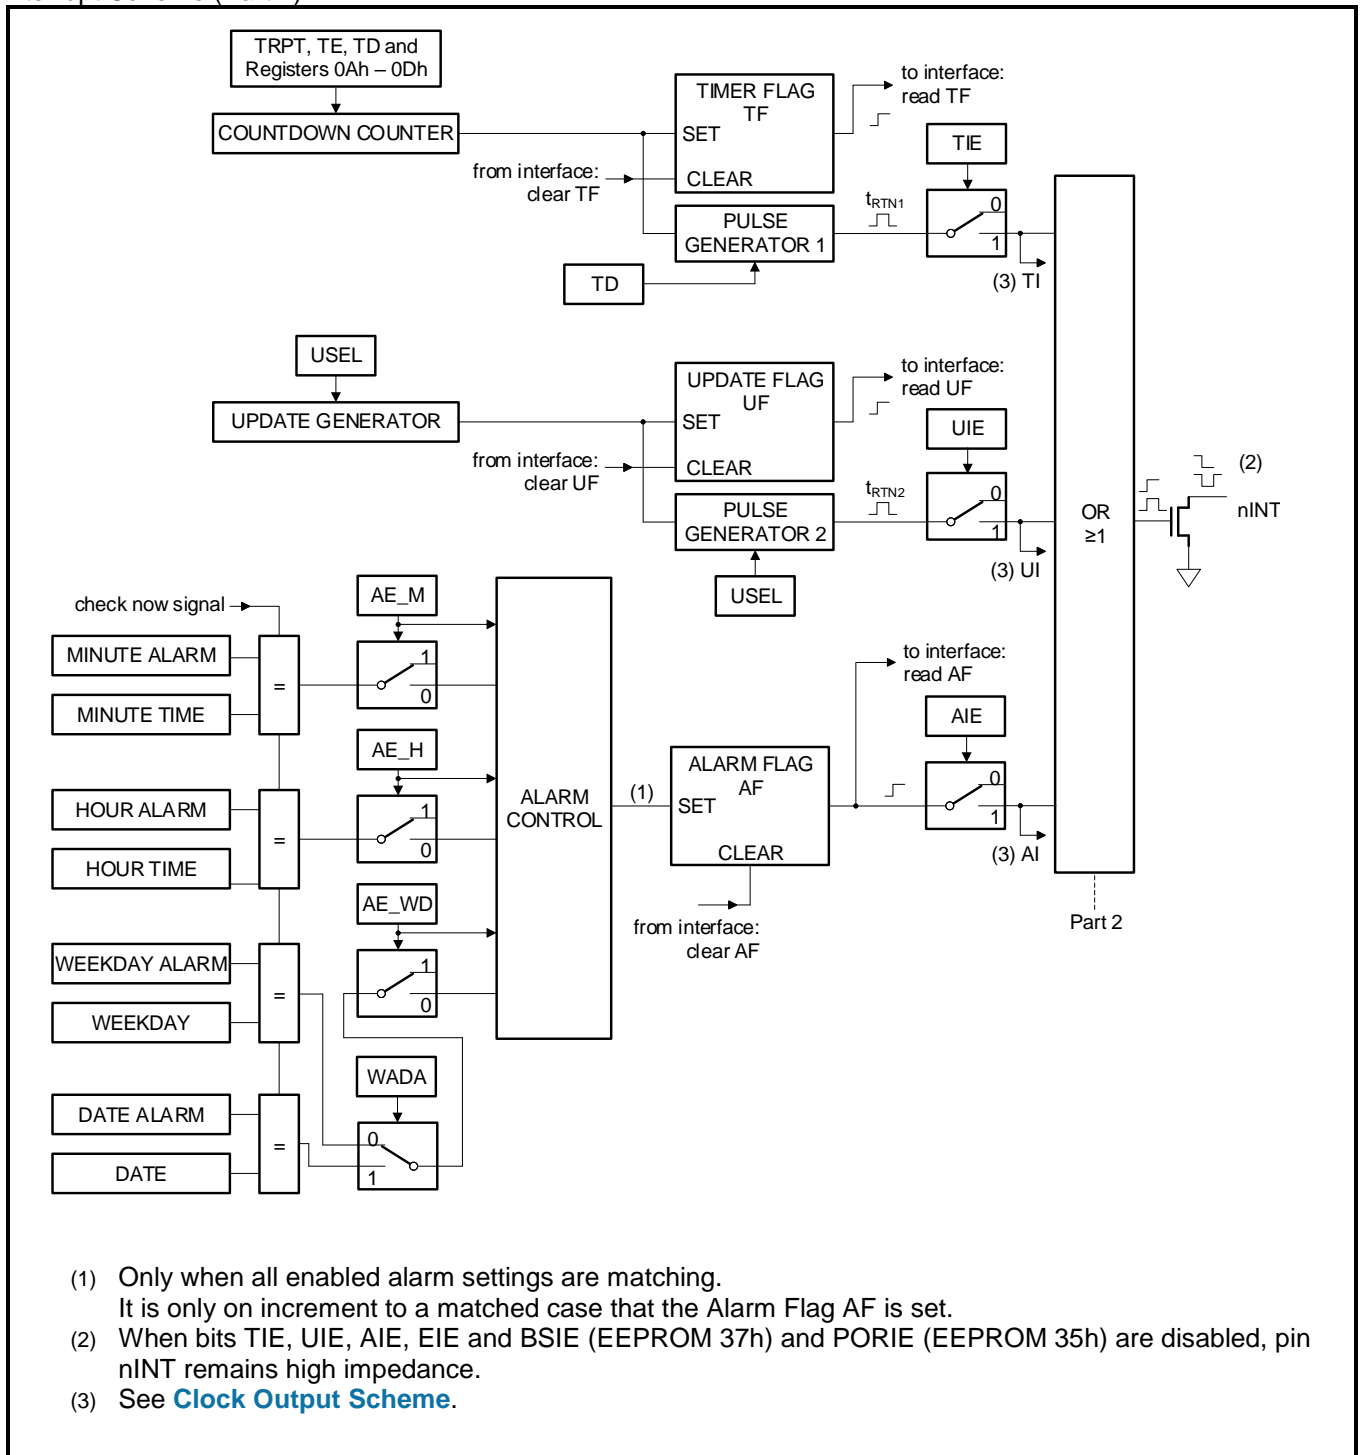 TRPT, TE, TD and
Registers 0Ah – 0Dh
COUNTDOWN COUNTER
TIMER FLAG
TF
SET
CLEAR
to interface:
read TF
from interface:
clear TF
TIE
0
1
tRTN1
PULSE
GENERATOR 1
TD
(3) TI
USEL
UPDATE GENERATOR
UPDATE FLAG
UF
SET
CLEAR
to interface:
read UF
from interface:
clear UF
UIE
0
1
tRTN2
PULSE
GENERATOR 2
USEL
(3) UI
OR
≥1
(2)
nINT
check now signal
MINUTE ALARM
MINUTE TIME
=
AE_M
1
0
HOUR ALARM
HOUR TIME
=
AE_H
1
0
WEEKDAY ALARM
WEEKDAY
=
AE_WD
1
0
DATE ALARM
DATE
=
WADA
0
1
ALARM
CONTROL
(1)
ALARM FLAG
AF
SET
CLEAR
to interface:
read AF
from interface:
clear AF
AIE
0
1
(3) AI
Part 2
(1) Only when all enabled alarm settings are matching.
It is only on increment to a matched case that the Alarm Flag AF is set.
(2) When bits TIE, UIE, AIE, EIE and BSIE (EEPROM 37h) and PORIE (EEPROM 35h) are disabled, pin
nINT remains high impedance.
(3) See Clock Output Scheme.